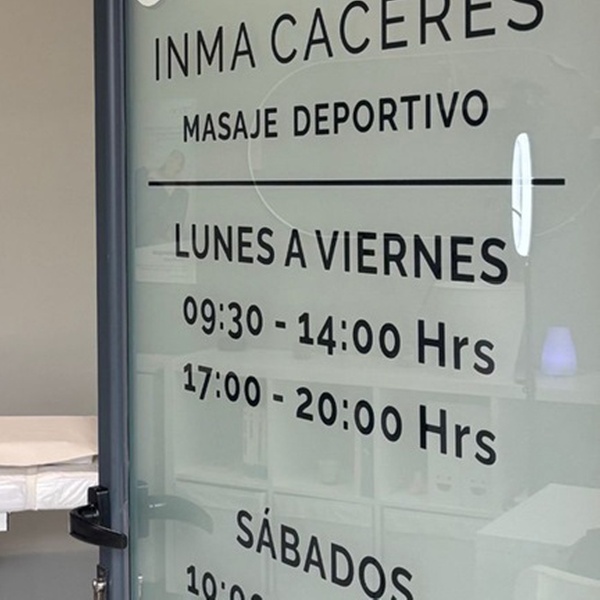 INMA CACERES
MASAJE DEPORTIVO
LUNES A VIERNES
09:30 - 14:00 Hrs
17:00 - 20:00 Hrs
SÁBADOS